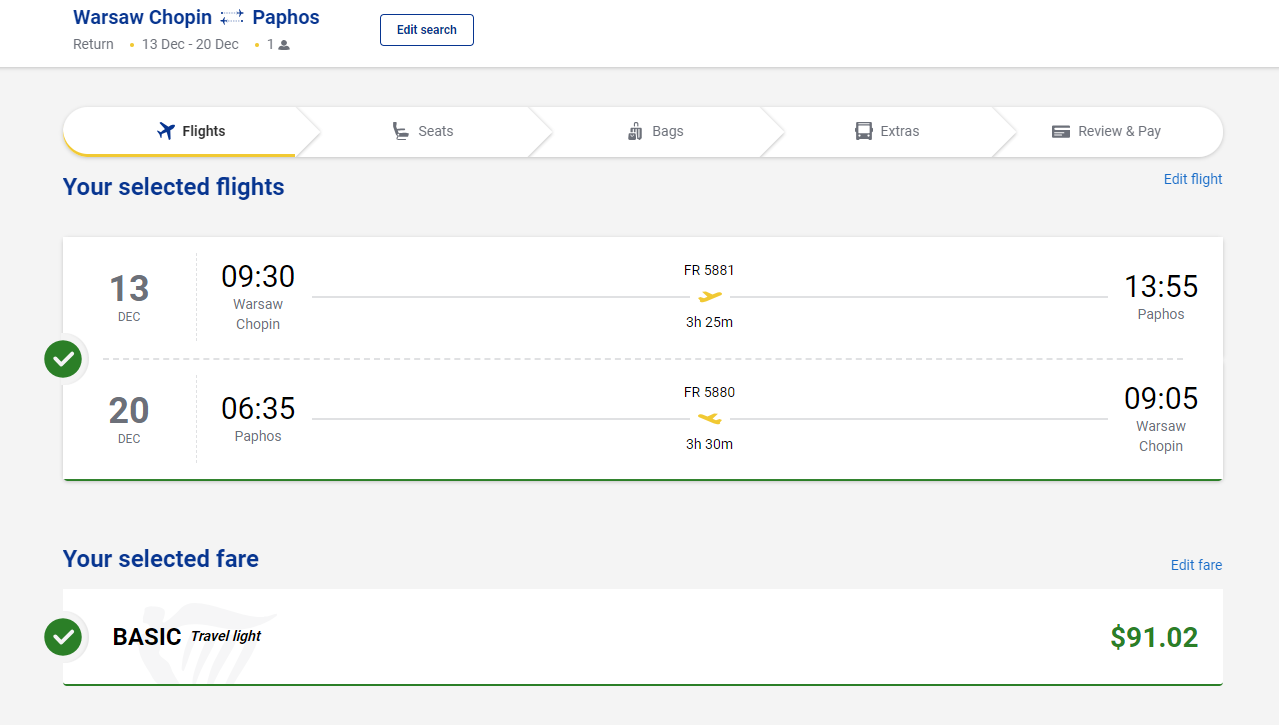 Warsaw Chopin Paphos
Return • 13 Dec - 20 Dec • 1
Edit search
Flights
Seats
Bags
Extras
Review & Pay
Your selected flights
Edit flight
13
DEC
09:30
Warsaw
Chopin
FR 5881
3h 25m
13:55
Paphos
20
DEC
06:35
Paphos
FR 5880
3h 30m
09:05
Warsaw
Chopin
Your selected fare
Edit fare
BASIC Travel light
$91.02